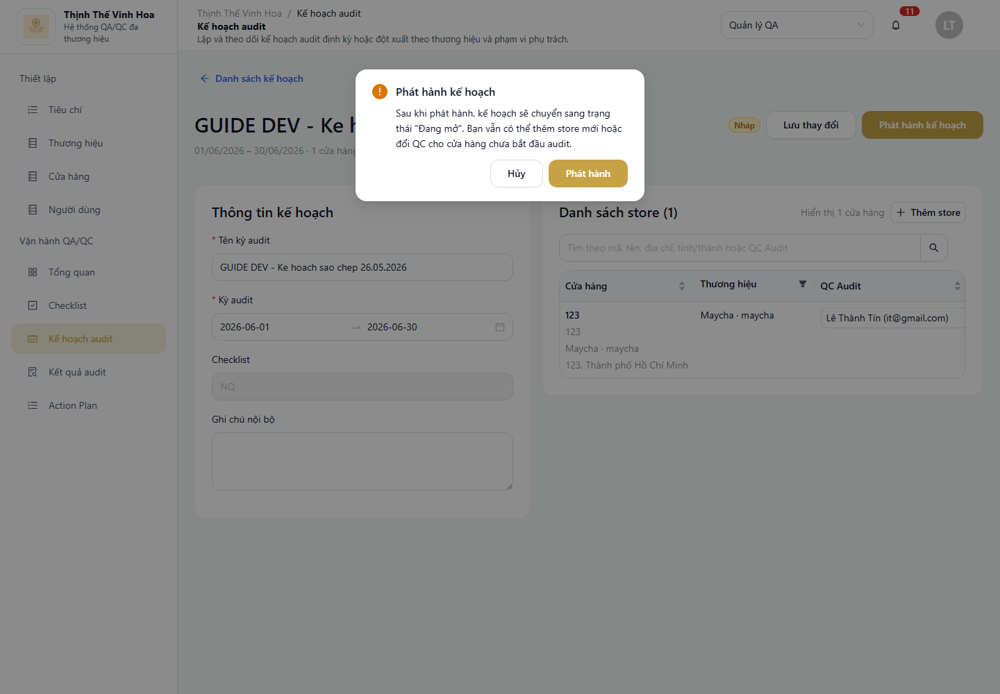 Thịnh Thế Vinh Hoa
Hệ thống QA/QC đa
thương hiệu
Thiết lập
Tiêu chí
Thương hiệu
Cửa hàng
Người dùng
Vận hành QA/QC
Tổng quan
Checklist
Kế hoạch audit
Kết quả audit
Action Plan
Thịnh Thế Vinh Hoa / Kế hoạch audit
Kế hoạch audit
Lập và theo dõi kế hoạch audit định kỳ hoặc đột xuất theo thương hiệu và phạm vi phụ trách.
Quản lý QA
11
LT
Danh sách kế hoạch
GUIDE DEV - Ke
01/06/2026 – 30/06/2026 · 1 cửa hàng
Nháp
Lưu thay đổi
Phát hành kế hoạch
Phát hành kế hoạch
Sau khi phát hành, kế hoạch sẽ chuyển sang trạng
thái "Đang mở". Bạn vẫn có thể thêm store mới hoặc
đổi QC cho cửa hàng chưa bắt đầu audit.
Hủy
Phát hành
Thông tin kế hoạch
* Tên kỳ audit
GUIDE DEV - Ke hoach sao chep 26.05.2026
* Kỳ audit
2026-06-01 → 2026-06-30
Checklist
NQ
Ghi chú nội bộ
Danh sách store (1)
Hiển thị 1 cửa hàng
Thêm store
Tìm theo mã, tên, địa chỉ, tỉnh/thành hoặc QC Audit
Cửa hàng
Thương hiệu
QC Audit
123
Maycha · maycha
Lê Thành Tín (it@gmail.com)
123
Maycha · maycha
123, Thành phố Hồ Chí Minh